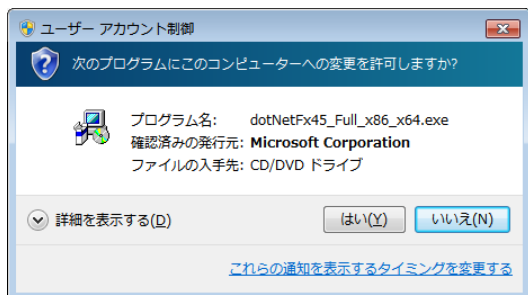 ユーザー アカウント制御
次のプログラムにこのコンピューターへの変更を許可しますか?
プログラム名: dotNetFx45_Full_x86_x64.exe
確認済みの発行元: Microsoft Corporation
ファイルの入手先: CD/DVD ドライブ
詳細を表示する(D) はい(Y) いいえ(N)
これらの通知を表示するタイミングを変更する